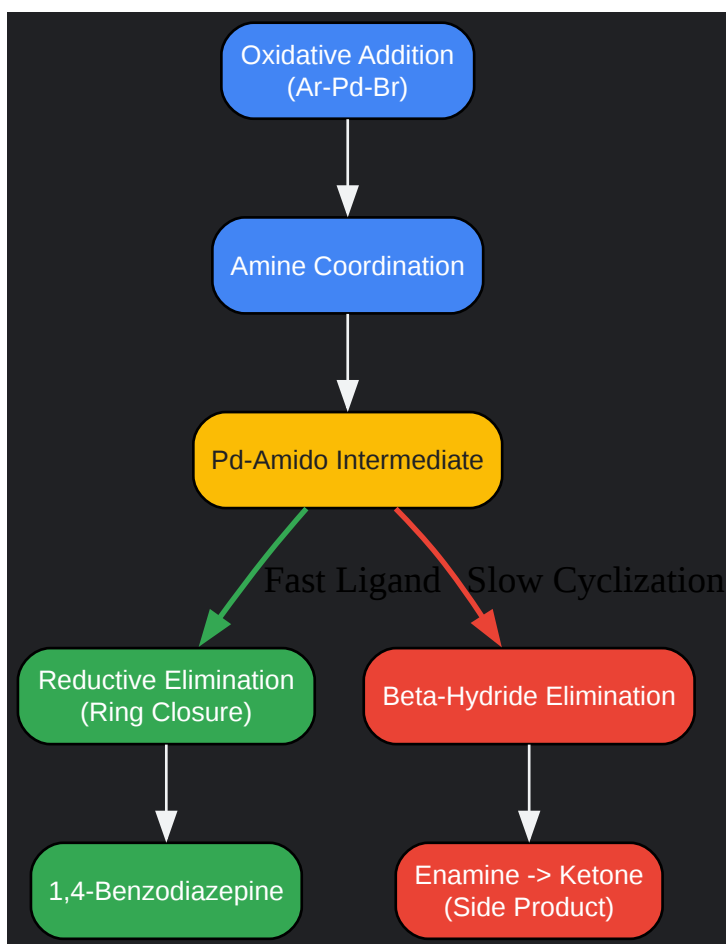 Oxidative Addition
(Ar-Pd-Br)
Amine Coordination
Pd-Amido Intermediate
Fast Ligand
Slow Cyclization
Reductive Elimination
(Ring Closure)
Beta-Hydride Elimination
1,4-Benzodiazepine
Enamine -> Ketone
(Side Product)